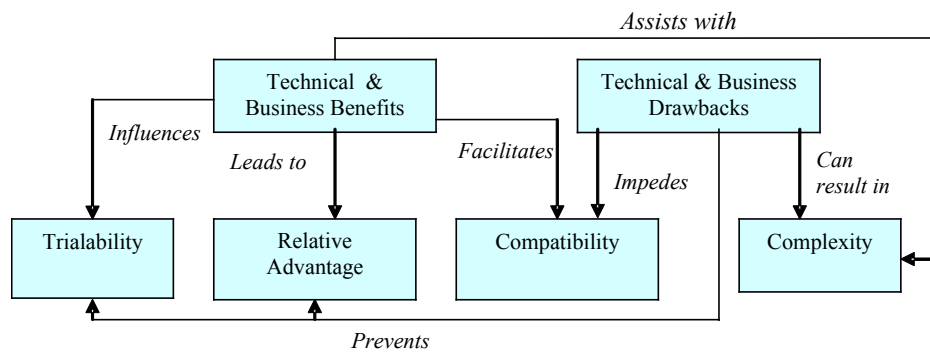 Assists with
Technical & Business Benefits
Technical & Business Drawbacks
Influences
Leads to
Facilitates
Impedes
Can
result in
Trialability
Relative
Advantage
Compatibility
Complexity
Prevents